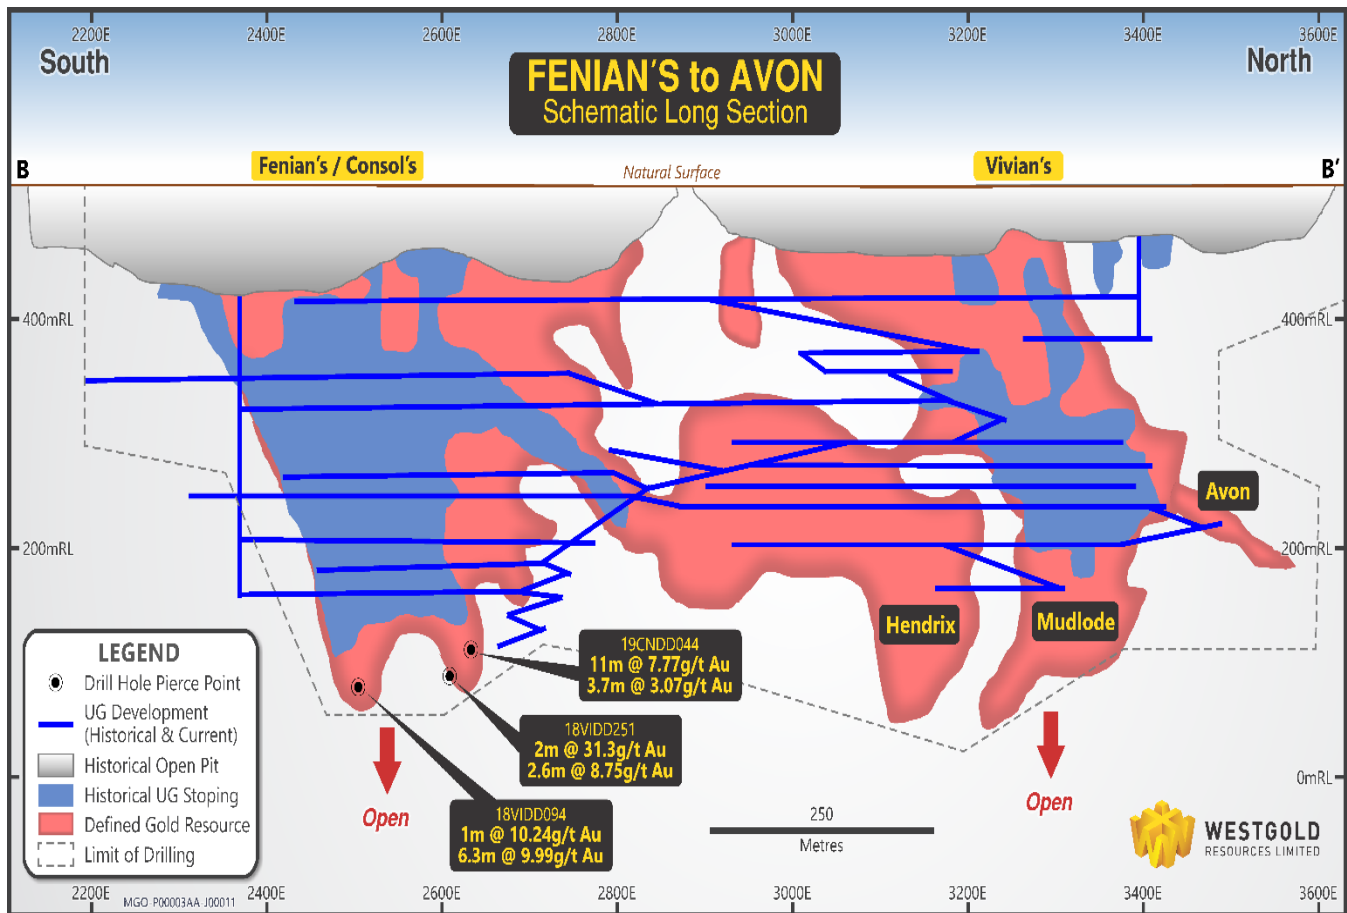 2200E 2400E 2600E 2800E 3000E 3200E 3400E 3600E
South
North
FENIAN'S to AVON
Schematic Long Section
B
Fenian's / Consol's
Natural Surface
Vivian's
B'
400mRL
400mRL
200mRL
200mRL
Avon
Hendrix
Mudlode
LEGEND
Drill Hole Pierce Point
UG Development
(Historical & Current)
Historical Open Pit
Historical UG Stoping
Defined Gold Resource
Limit of Drilling
19CNDD044
11m @ 7.77g/t Au
3.7m @ 3.07g/t Au
18VIDD251
2m @ 31.3g/t Au
2.6m @ 8.75g/t Au
18VIDD094
1m @ 10.24g/t Au
6.3m @ 9.99g/t Au
Open
Open
0mRL
250
Metres
WESTGOLD
RESOURCES LIMITED
2200E 2400E 2600E 2800E 3000E 3200E 3400E 3600E
MGO-P00003AA-J00011